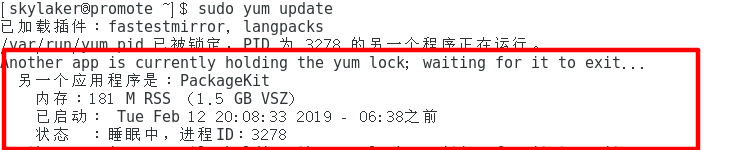 [skylaker@promote ~]$ sudo yum update
已加载插件：fastestmirror, langpacks
/var/run/yum.pid 已被锁定，PID 为 3278 的另一个程序正在运行。
Another app is currently holding the yum lock; waiting for it to exit...
另一个应用程序是：PackageKit
内存：181 M RSS （1.5 GB VSZ）
已启动： Tue Feb 12 20:08:33 2019 - 06:38之前
状态 ：睡眠中，进程ID：3278